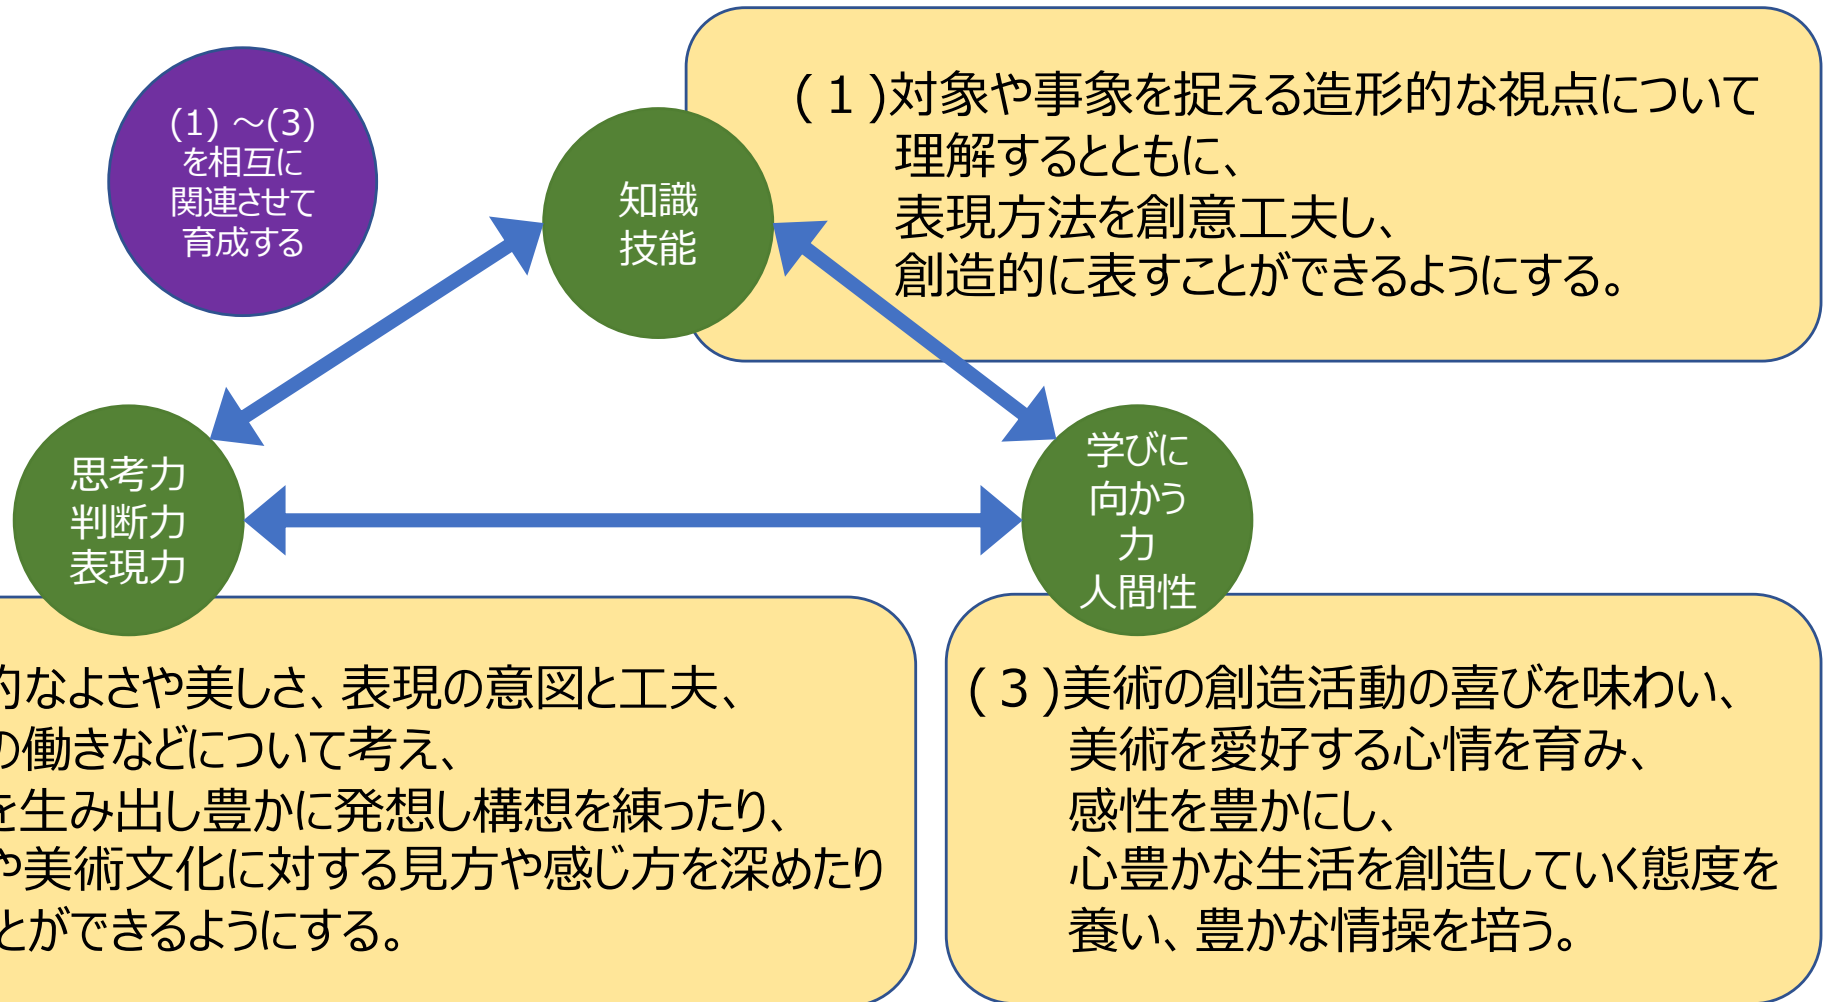 (1) ～(3)
を相互に
関連させて
育成する
知識
技能
(１)対象や事象を捉える造形的な視点について
理解するとともに、
表現方法を創意工夫し、
創造的に表すことができるようにする。
思考力
判断力
表現力
学びに
向かう
力
人間性
的なよさや美しさ、表現の意図と工夫、
の働きなどについて考え、
を生み出し豊かに発想し構想を練ったり、
や美術文化に対する見方や感じ方を深めたり
とができるようにする。
(３)美術の創造活動の喜びを味わい、
美術を愛好する心情を育み、
感性を豊かにし、
心豊かな生活を創造していく態度を
養い、豊かな情操を培う。